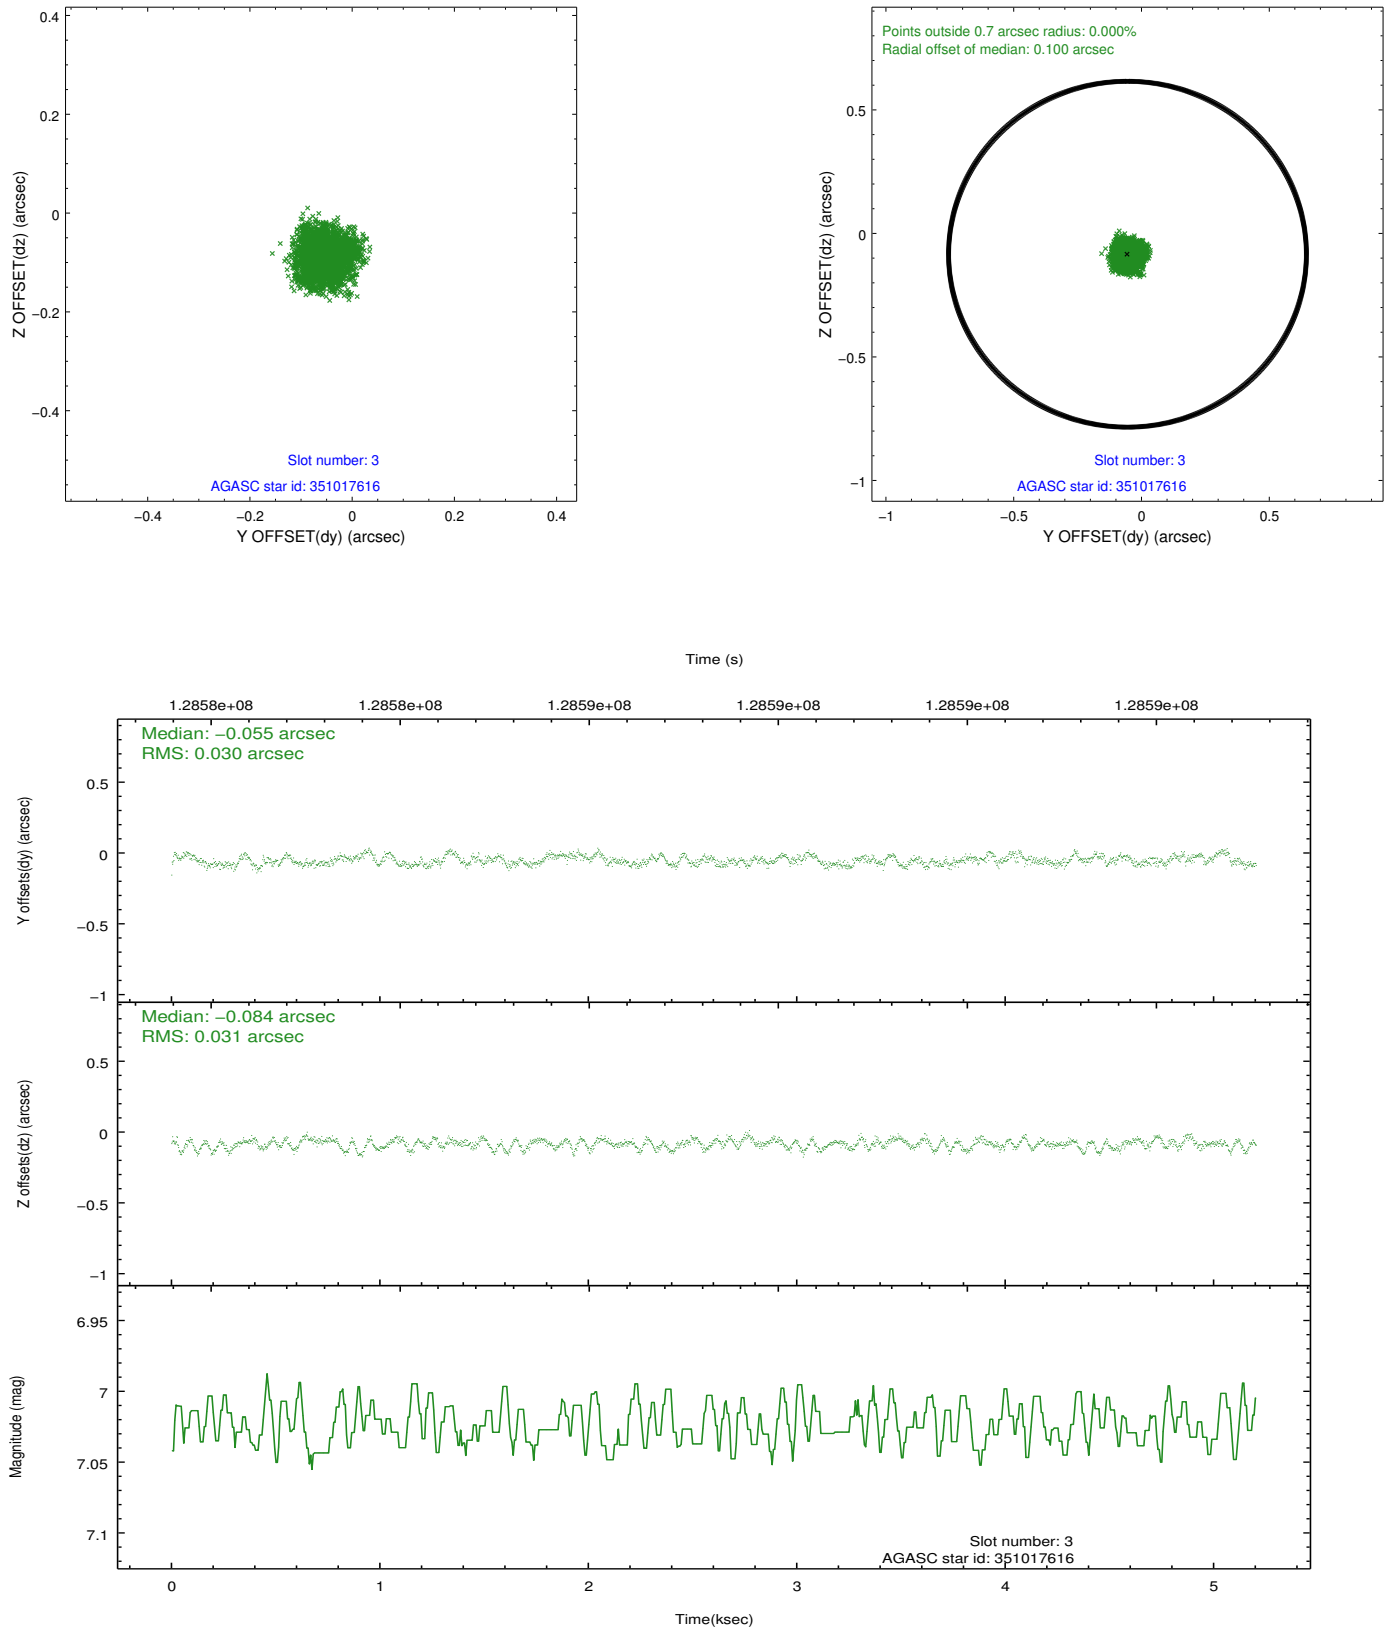 0.4
0.2
0
−0.2
−0.4
Z OFFSET(dz) (arcsec)
Slot number: 3
AGASC star id: 351017616
−0.4 −0.2 0 0.2 0.4
Y OFFSET(dy) (arcsec)
Points outside 0.7 arcsec radius: 0.000%
Radial offset of median: 0.100 arcsec
0.5
0
−0.5
−1
Z OFFSET(dz) (arcsec)
Slot number: 3
AGASC star id: 351017616
−1 −0.5 0 0.5
Y OFFSET(dy) (arcsec)
Time (s)
1.2858e+08 1.2858e+08 1.2859e+08 1.2859e+08 1.2859e+08 1.2859e+08
Median: −0.055 arcsec
RMS: 0.030 arcsec
0.5
0
−0.5
−1
Y offsets(dy) (arcsec)
Median: −0.084 arcsec
RMS: 0.031 arcsec
0.5
0
−0.5
−1
Z offsets(dz) (arcsec)
6.95
7
7.05
7.1
Magnitude (mag)
Slot number: 3
AGASC star id: 351017616
0 1 2 3 4 5
Time(ksec)